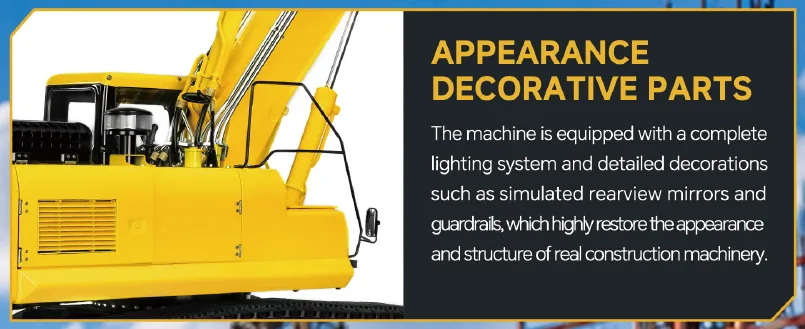 APPEARANCE
DECORATIVE PARTS
The machine is equipped with a complete
lighting system and detailed decorations
such as simulated rearview mirrors and
guardrails, which highly restore the appearance
and structure of real construction machinery.